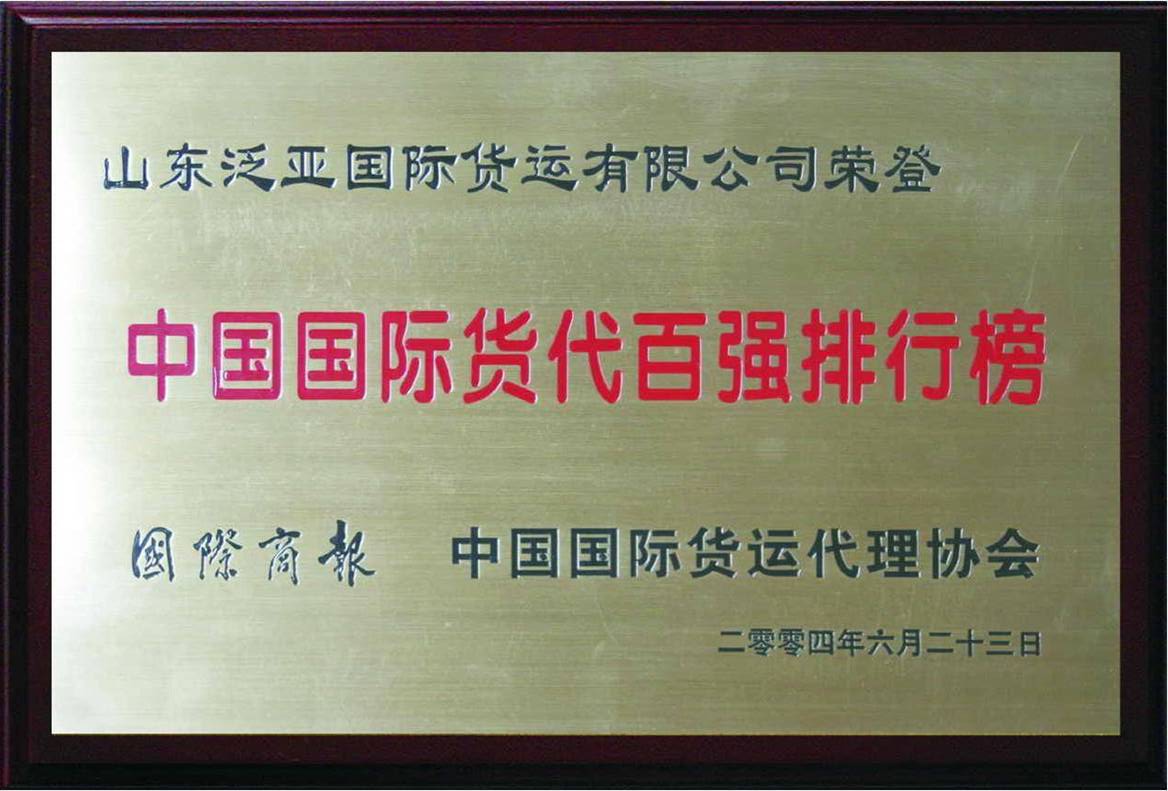 山东泛亚国际货运有限公司荣登
中国国际货代百强排行榜
國際商報 中国国际货运代理协会
二零零四年六月二十三日